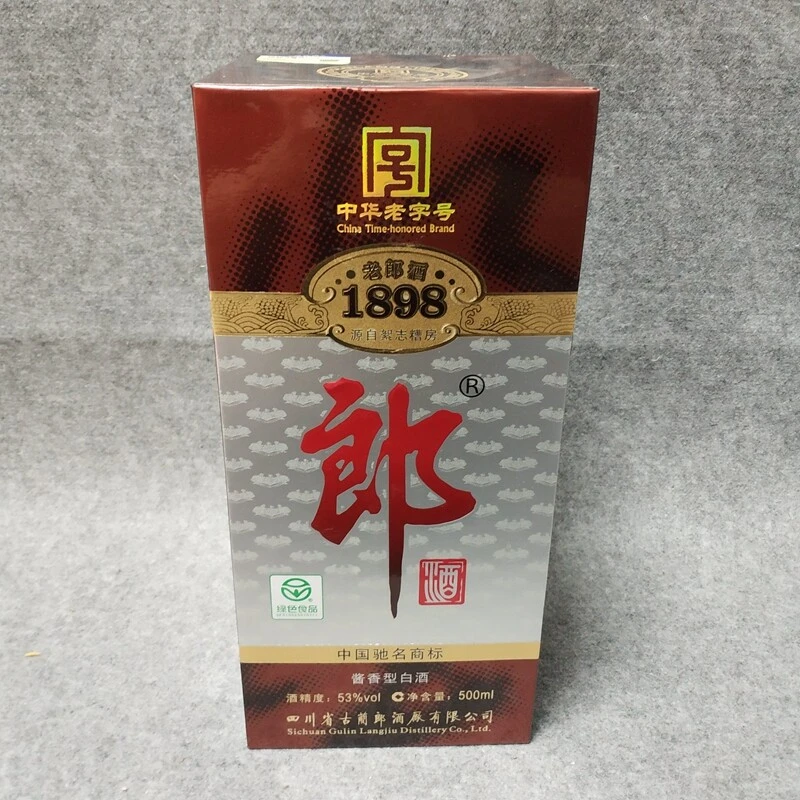 中华老字号
China Time-honored Brand
老郎酒
1898
源自絮志糟房
郎®
酒
绿色食品
中国驰名商标
酱香型白酒
酒精度：53%vol 净含量：500ml
四川省古蔺郎酒厂有限公司
Sichuan Gulin Langjiu Distillery Co., Ltd.